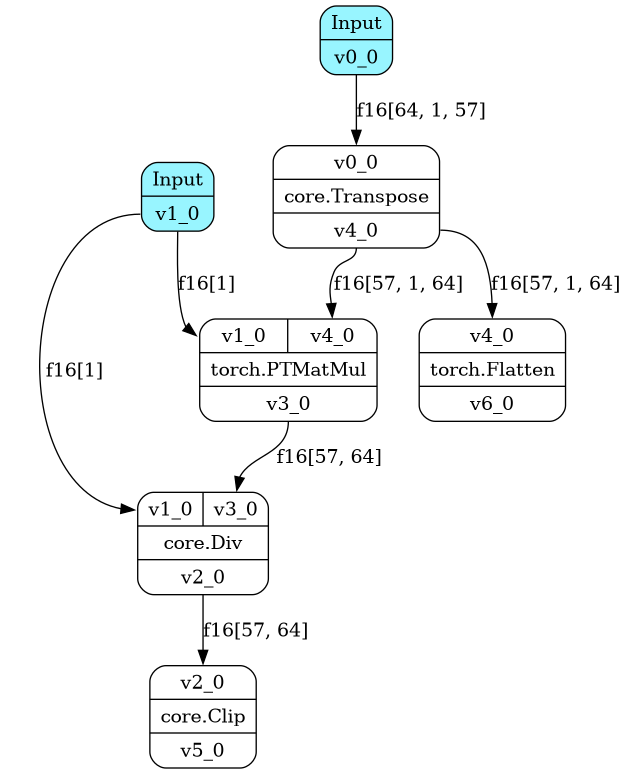 Input
v0_0
f16[64, 1, 57]
Input
v1_0
v0_0
core.Transpose
v4_0
f16[1]
f16[57, 1, 64]
f16[57, 1, 64]
v1_0 v4_0
torch.PTMatMul
v3_0
v4_0
torch.Flatten
v6_0
f16[1]
f16[57, 64]
v1_0 v3_0
core.Div
v2_0
f16[57, 64]
v2_0
core.Clip
v5_0